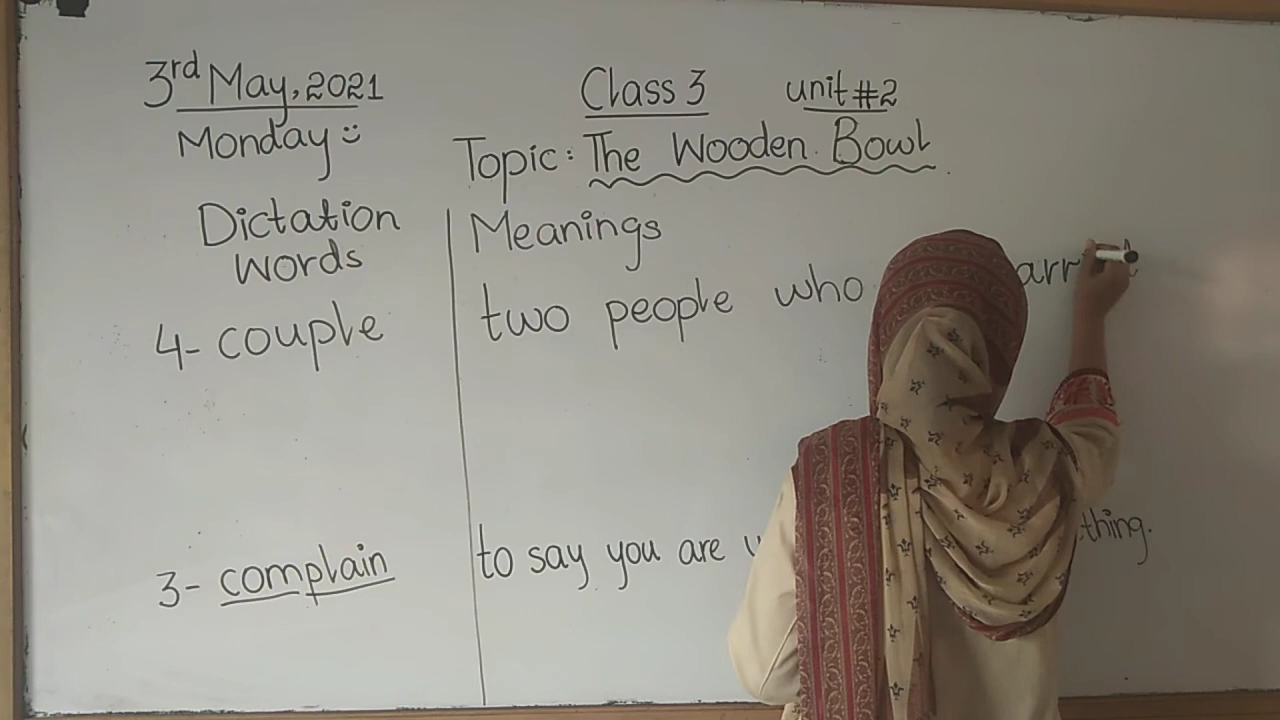 3rd May, 2021
Monday
Class 3
unit #2
Topic: The Wooden Bowl.
Dictation
words
Meanings
4- couple
two people who
3- complain
to say you are thing.